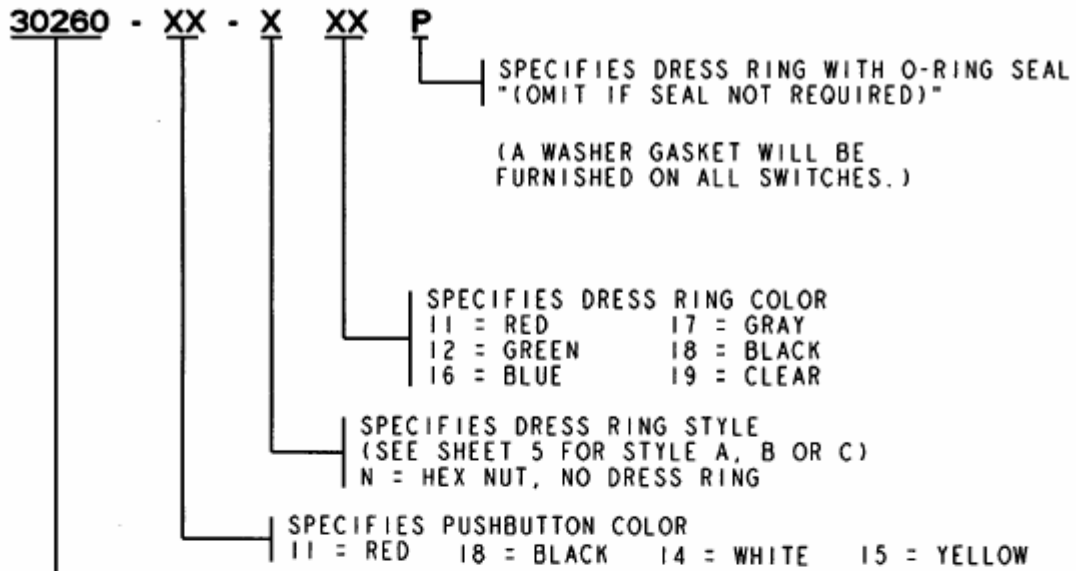 30260 - XX - X XX P
SPECIFIES DRESS RING WITH O-RING SEAL
"(OMIT IF SEAL NOT REQUIRED)"
(A WASHER GASKET WILL BE
FURNISHED ON ALL SWITCHES.)
SPECIFIES DRESS RING COLOR
11 = RED 17 = GRAY
12 = GREEN 18 = BLACK
16 = BLUE 19 = CLEAR
SPECIFIES DRESS RING STYLE
(SEE SHEET 5 FOR STYLE A, B OR C)
N = HEX NUT, NO DRESS RING
SPECIFIES PUSHBUTTON COLOR
11 = RED 18 = BLACK 14 = WHITE 15 = YELLOW